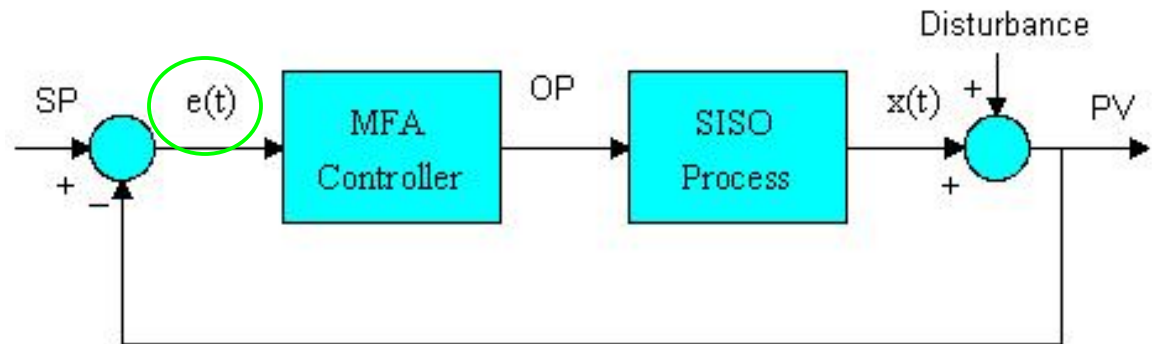 Disturbance
SP
e(t)
MFA
Controller
OP
SISO
Process
x(t)
+
PV
+
−
+